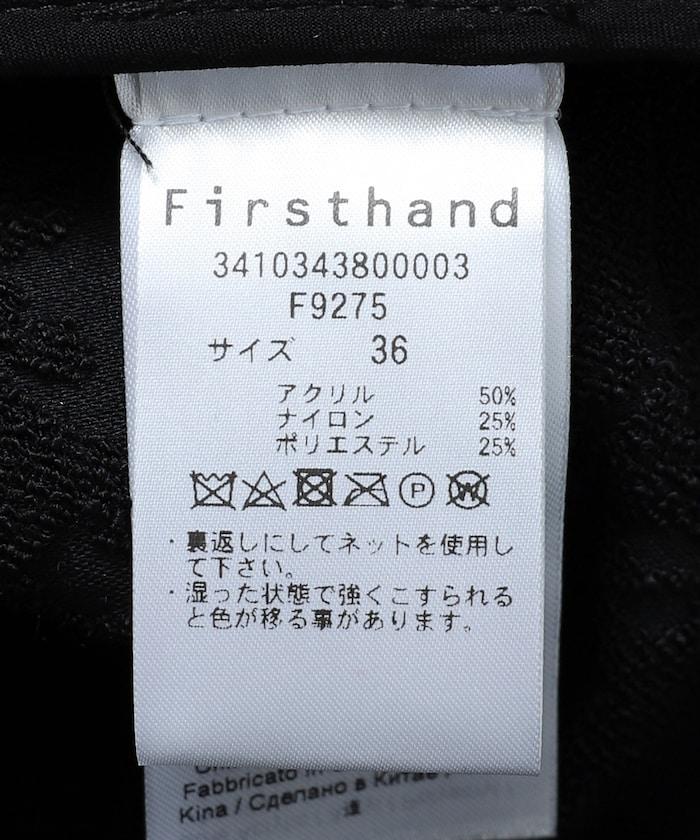 Firsthand
3410343800003
F9275
サイズ 36
アクリル 50%
ナイロン 25%
ポリエステル 25%
P W
・裏返しにしてネットを使用し
て下さい。
・湿った状態で強くこすられる
と色が移る事があります。
Fabbricato in
Kina / Сделано в Китае